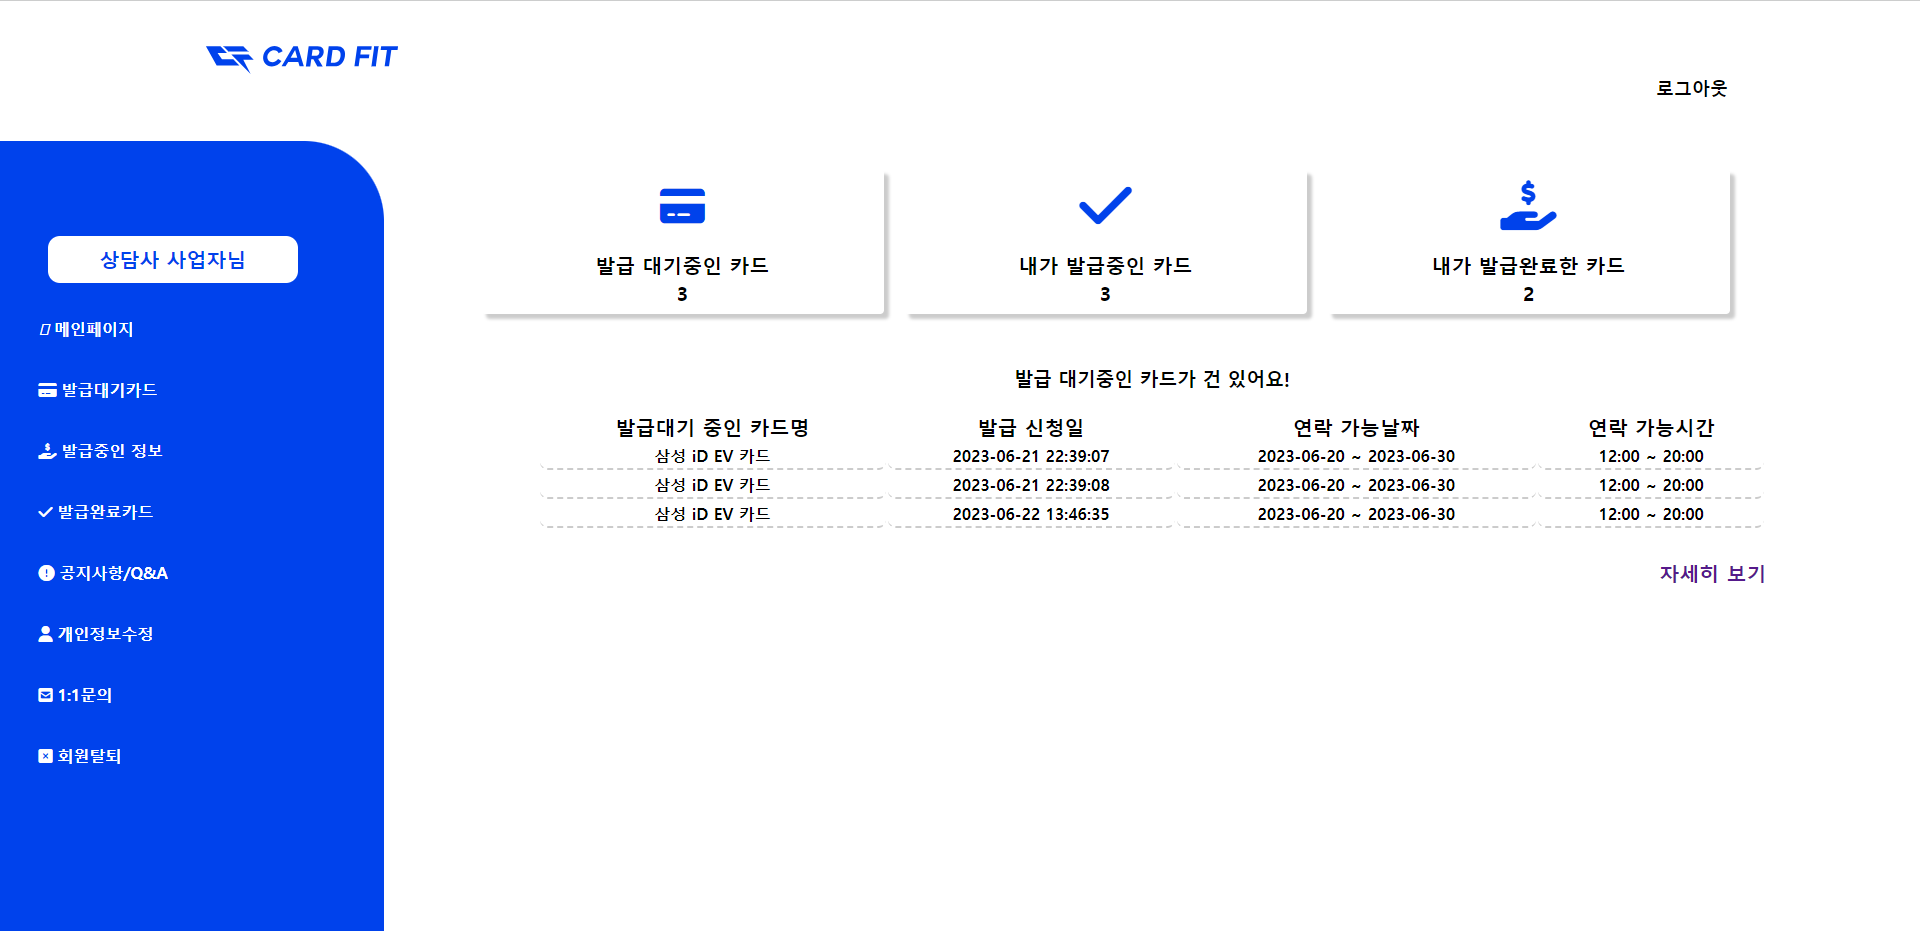 CARD FIT
로그아웃
상담사 사업자님
메인페이지
발급대기카드
발급중인 정보
발급완료카드
공지사항/Q&A
개인정보수정
1:1문의
회원탈퇴
발급 대기중인 카드
3
내가 발급중인 카드
3
내가 발급완료한 카드
2
발급 대기중인 카드가 건 있어요!
발급대기 중인 카드명 발급 신청일 연락 가능날짜 연락 가능시간
삼성 iD EV 카드 2023-06-21 22:39:07 2023-06-20 ~ 2023-06-30 12:00 ~ 20:00
삼성 iD EV 카드 2023-06-21 22:39:08 2023-06-20 ~ 2023-06-30 12:00 ~ 20:00
삼성 iD EV 카드 2023-06-22 13:46:35 2023-06-20 ~ 2023-06-30 12:00 ~ 20:00
자세히 보기